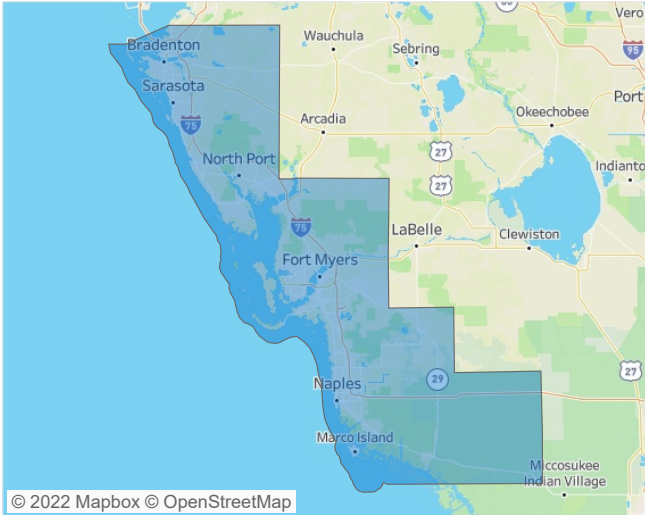 Vero
Wauchula
Bradenton
Sebring
95
Sarasota
Port
Okeechobee
75
Arcadia
27
North Port
Indianto
27
75
LaBelle
Clewiston
Fort Myers
27
Naples
29
Marco Island
Miccosukee
Indian Village
© 2022 Mapbox © OpenStreetMap